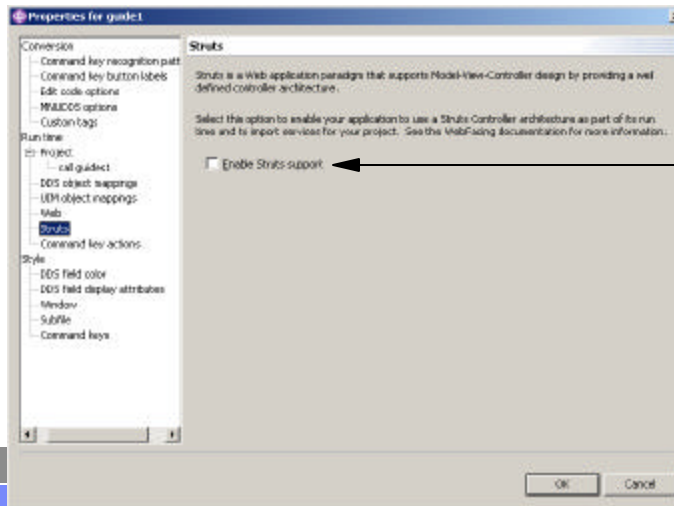 Properties for guide1
Conversion
Command key recognition patt
Command key button labels
Edit code options
MNUDDS options
Custom tags
Run time
Project
call guidest
DDS object mappings
UIM object mappings
Web
Struts
Command key actions
Style
DDS field color
DDS field display attributes
Window
Subfile
Command keys
Struts
Struts is a Web application paradigm that supports Model-View-Controller design by providing a well
defined controller architecture.
Select this option to enable your application to use a Struts Controller architecture as part of its run
time and to import services for your project. See the WebFacing documentation for more information.
Enable Struts support
OK
Cancel